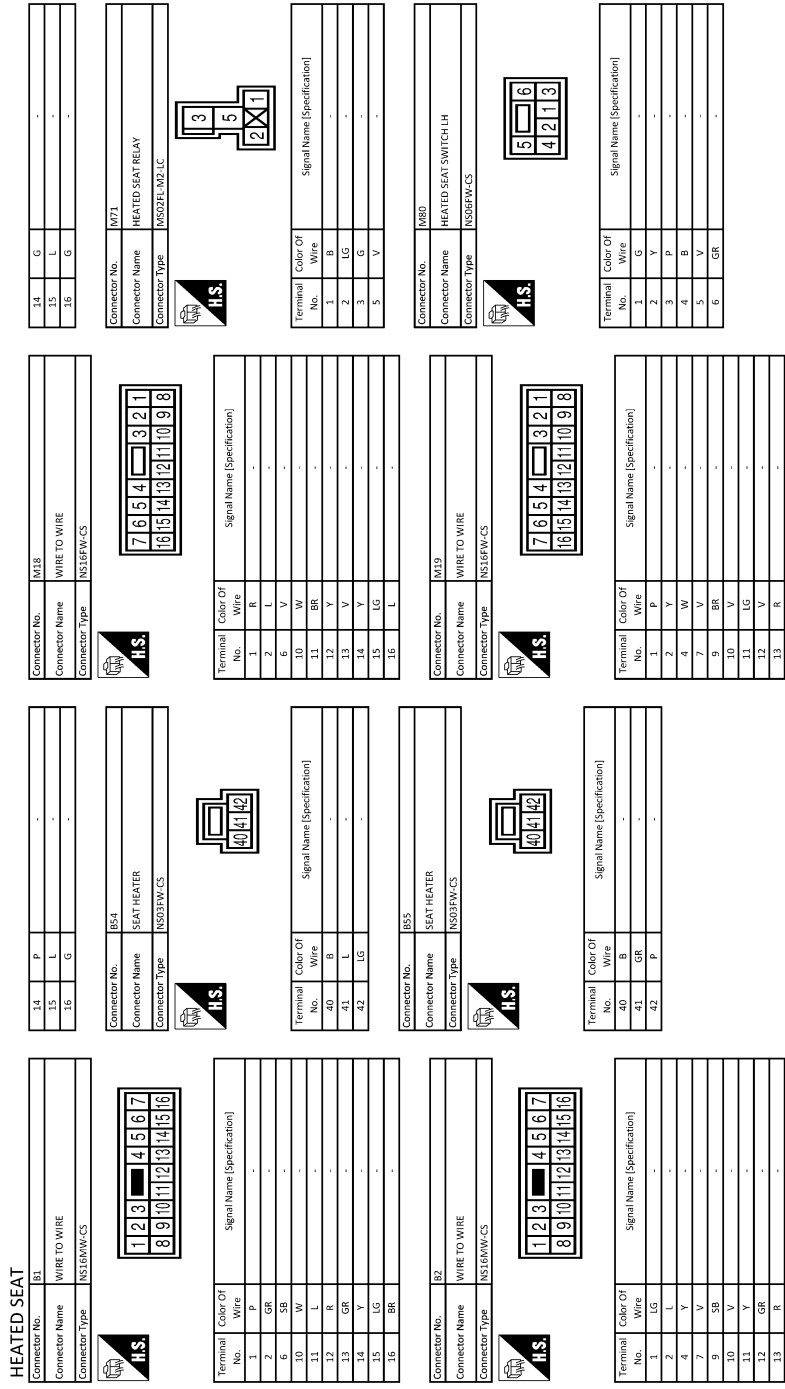 HEATED SEAT
Connector No. B1
Connector Name WIRE TO WIRE
Connector Type NS16MW-CS
H.S.
1 2 3 4 5 6 7
8 9 10 11 12 13 14 15 16
Terminal No. Color Of Wire Signal Name [Specification]
1 P -
2 GR -
6 SB -
10 W -
11 L -
12 R -
13 GR -
14 Y -
15 LG -
16 BR -
Connector No. B2
Connector Name WIRE TO WIRE
Connector Type NS16MW-CS
H.S.
1 2 3 4 5 6 7
8 9 10 11 12 13 14 15 16
Terminal No. Color Of Wire Signal Name [Specification]
1 LG -
2 L -
4 Y -
7 V -
9 SB -
10 V -
11 Y -
12 GR -
13 R -
14 P -
15 L -
16 G -
Connector No. B54
Connector Name SEAT HEATER
Connector Type NS03FW-CS
H.S.
40 41 42
Terminal No. Color Of Wire Signal Name [Specification]
40 B -
41 L -
42 LG -
Connector No. B55
Connector Name SEAT HEATER
Connector Type NS03FW-CS
H.S.
40 41 42
Terminal No. Color Of Wire Signal Name [Specification]
40 B -
41 GR -
42 P -
Connector No. M18
Connector Name WIRE TO WIRE
Connector Type NS16FW-CS
H.S.
7 6 5 4 3 2 1
16 15 14 13 12 11 10 9 8
Terminal No. Color Of Wire Signal Name [Specification]
1 R -
2 L -
6 V -
10 W -
11 BR -
12 Y -
13 V -
14 Y -
15 LG -
16 L -
Connector No. M19
Connector Name WIRE TO WIRE
Connector Type NS16FW-CS
H.S.
7 6 5 4 3 2 1
16 15 14 13 12 11 10 9 8
Terminal No. Color Of Wire Signal Name [Specification]
1 P -
2 Y -
4 W -
7 V -
9 BR -
10 V -
11 LG -
12 V -
13 R -
14 G -
15 L -
16 G -
Connector No. M71
Connector Name HEATED SEAT RELAY
Connector Type MS02FL-M2-LC
H.S.
3
5
2 1
Terminal No. Color Of Wire Signal Name [Specification]
1 B -
2 LG -
3 G -
5 V -
Connector No. M80
Connector Name HEATED SEAT SWITCH LH
Connector Type NS06FW-CS
H.S.
5 6
4 2 1 3
Terminal No. Color Of Wire Signal Name [Specification]
1 G -
2 Y -
3 P -
4 B -
5 V -
6 GR -